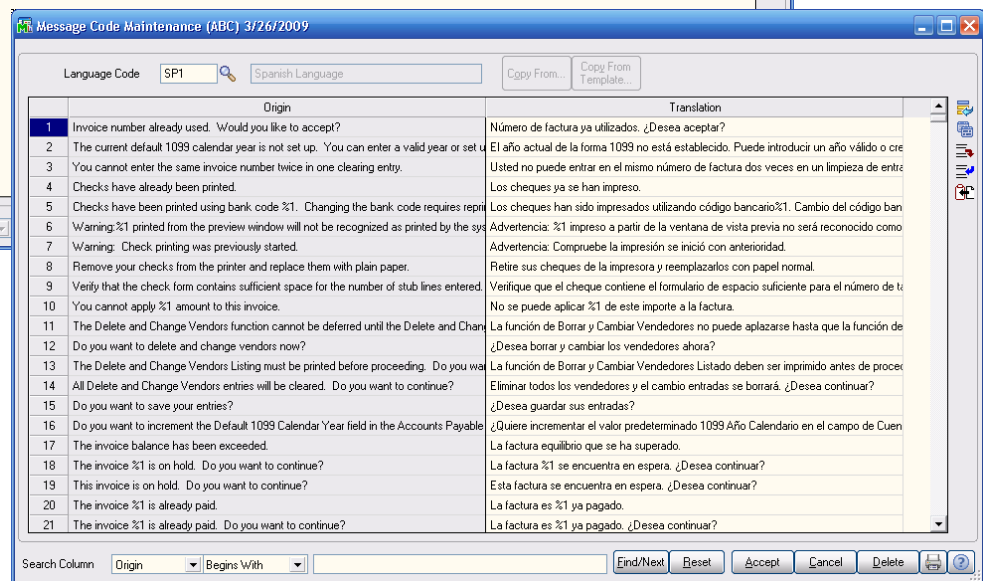 Message Code Maintenance (ABC) 3/26/2009
Language Code SP1 Spanish Language Copy From... Copy From Template...
Origin Translation
1 Invoice number already used. Would you like to accept? Número de factura ya utilizados. ¿Desea aceptar?
2 The current default 1099 calendar year is not set up. You can enter a valid year or set u El año actual de la forma 1099 no está establecido. Puede introducir un año válido o cre
3 You cannot enter the same invoice number twice in one clearing entry. Usted no puede entrar en el mismo número de factura dos veces en un limpieza de entra
4 Checks have already been printed. Los cheques ya se han impreso.
5 Checks have been printed using bank code %1. Changing the bank code requires reprii Los cheques han sido impresados utilizando código bancario%1. Cambio del código ban
6 Warning:%1 printed from the preview window will not be recognized as printed by the sys Advertencia: %1 impreso a partir de la ventana de vista previa no será reconocido como
7 Warning: Check printing was previously started. Advertencia: Compruebe la impresión se inició con anterioridad.
8 Remove your checks from the printer and replace them with plain paper. Retire sus cheques de la impresora y reemplazarlos con papel normal.
9 Verify that the check form contains sufficient space for the number of stub lines entered. Verifique que el cheque contiene el formulario de espacio suficiente para el número de ta
10 You cannot apply %1 amount to this invoice. No se puede aplicar %1 de este importe a la factura.
11 The Delete and Change Vendors function cannot be deferred until the Delete and Chang La función de Borrar y Cambiar Vendedores no puede aplazarse hasta que la función de
12 Do you want to delete and change vendors now? ¿Desea borrar y cambiar los vendedores ahora?
13 The Delete and Change Vendors Listing must be printed before proceeding. Do you wai La función de Borrar y Cambiar Vendedores Listado deben ser imprimido antes de proced
14 All Delete and Change Vendors entries will be cleared. Do you want to continue? Eliminar todos los vendedores y el cambio entradas se borrará. ¿Desea continuar?
15 Do you want to save your entries? ¿Desea guardar sus entradas?
16 Do you want to increment the Default 1099 Calendar Year field in the Accounts Payable ¿Quiere incrementar el valor predeterminado 1099 Año Calendario en el campo de Cuen
17 The invoice balance has been exceeded. La factura equilibrio que se ha superado.
18 The invoice %1 is on hold. Do you want to continue? La factura %1 se encuentra en espera. ¿Desea continuar?
19 This invoice is on hold. Do you want to continue? Esta factura se encuentra en espera. ¿Desea continuar?
20 The invoice %1 is already paid. La factura es %1 ya pagado.
21 The invoice %1 is already paid. Do you want to continue? La factura es %1 ya pagado. ¿Desea continuar?
Search Column Origin Begins With Find/Next Reset Accept Cancel Delete